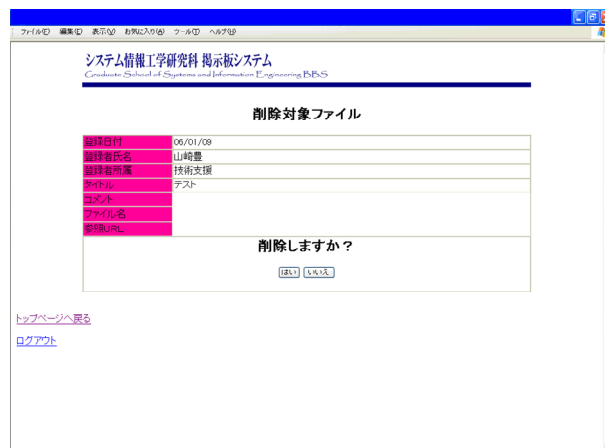 ファイル(F) 編集(E) 表示(V) お気に入り(A) ツール(T) ヘルプ(H)
システム情報工学研究科 掲示板システム
Graduate School of Systems and Information Engineering BBS
削除対象ファイル
登録日付 06/01/09
登録者氏名 山崎豊
登録者所属 技術支援
タイトル テスト
コメント
ファイル名
参照URL
削除しますか？
はい いいえ
トップページへ戻る
ログアウト